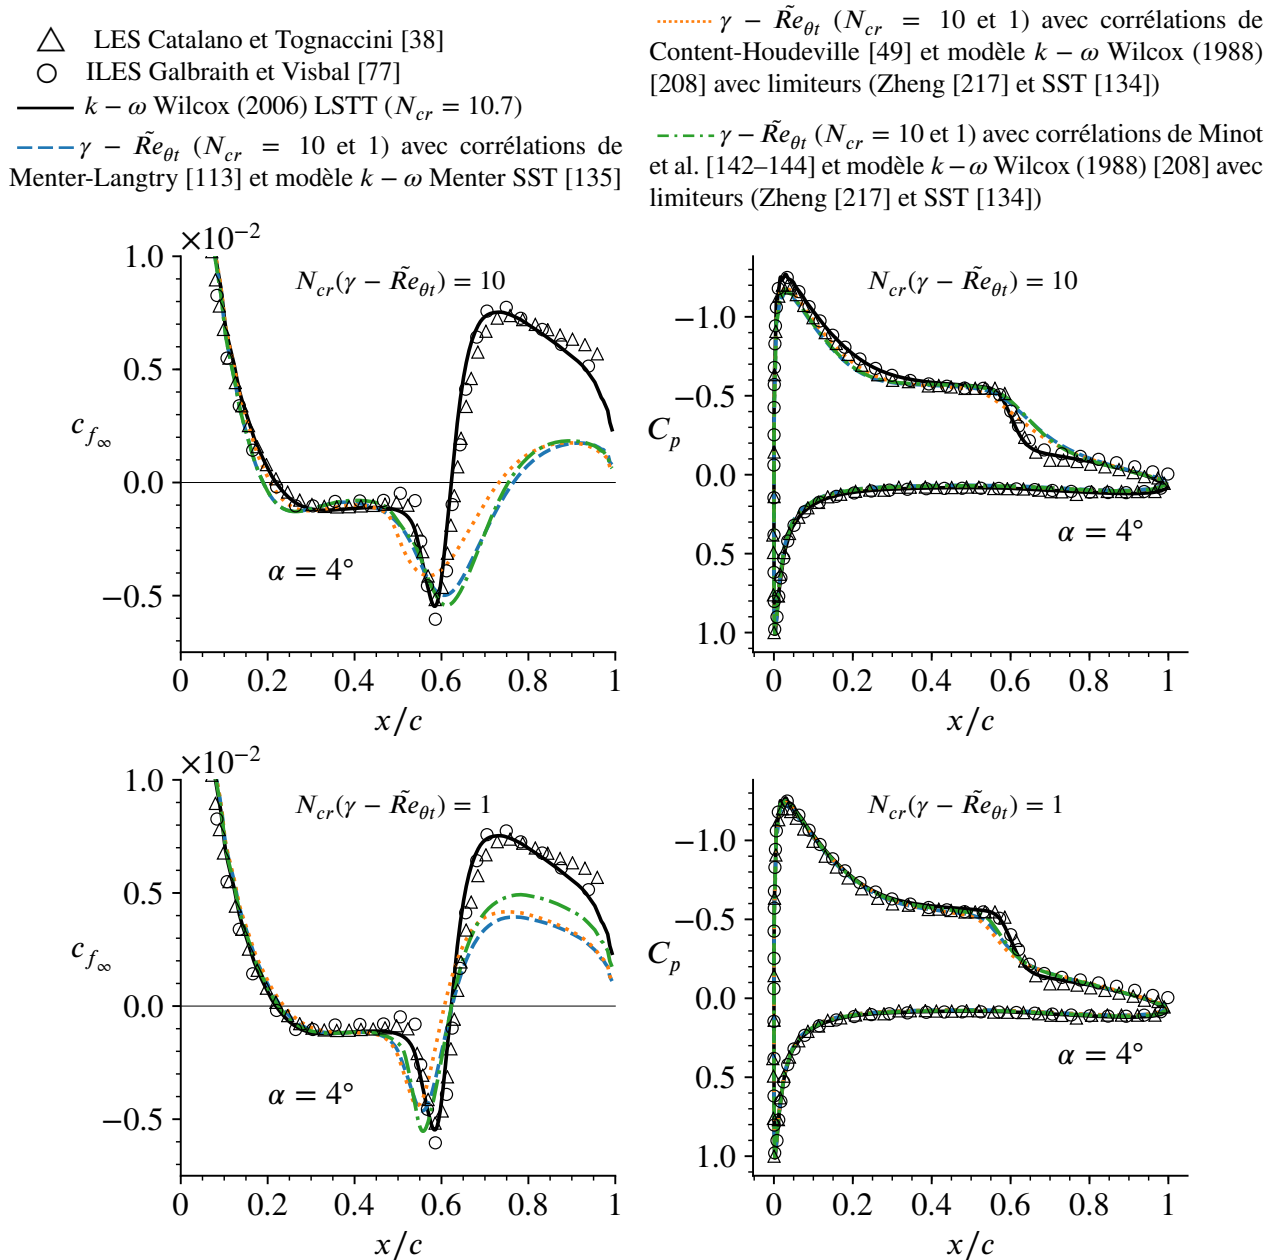 LES Catalano et Tognaccini [38]
ILES Galbraith et Visbal [77]
k − ω Wilcox (2006) LSTT (N_cr = 10.7)
γ − R̃e_θt (N_cr = 10 et 1) avec corrélations de
Menter-Langtry [113] et modèle k − ω Menter SST [135]
γ − R̃e_θt (N_cr = 10 et 1) avec corrélations de
Content-Houdeville [49] et modèle k − ω Wilcox (1988)
[208] avec limiteurs (Zheng [217] et SST [134])
γ − R̃e_θt (N_cr = 10 et 1) avec corrélations de Minot
et al. [142–144] et modèle k − ω Wilcox (1988) [208] avec
limiteurs (Zheng [217] et SST [134])
×10⁻²
N_cr(γ − R̃e_θt) = 10
1.0
0.5
0.0
−0.5
c_f∞
α = 4°
0 0.2 0.4 0.6 0.8 1
x/c
N_cr(γ − R̃e_θt) = 10
−1.0
−0.5
0.0
0.5
1.0
C_p
α = 4°
0 0.2 0.4 0.6 0.8 1
x/c
×10⁻²
N_cr(γ − R̃e_θt) = 1
1.0
0.5
0.0
−0.5
c_f∞
α = 4°
0 0.2 0.4 0.6 0.8 1
x/c
N_cr(γ − R̃e_θt) = 1
−1.0
−0.5
0.0
0.5
1.0
C_p
α = 4°
0 0.2 0.4 0.6 0.8 1
x/c